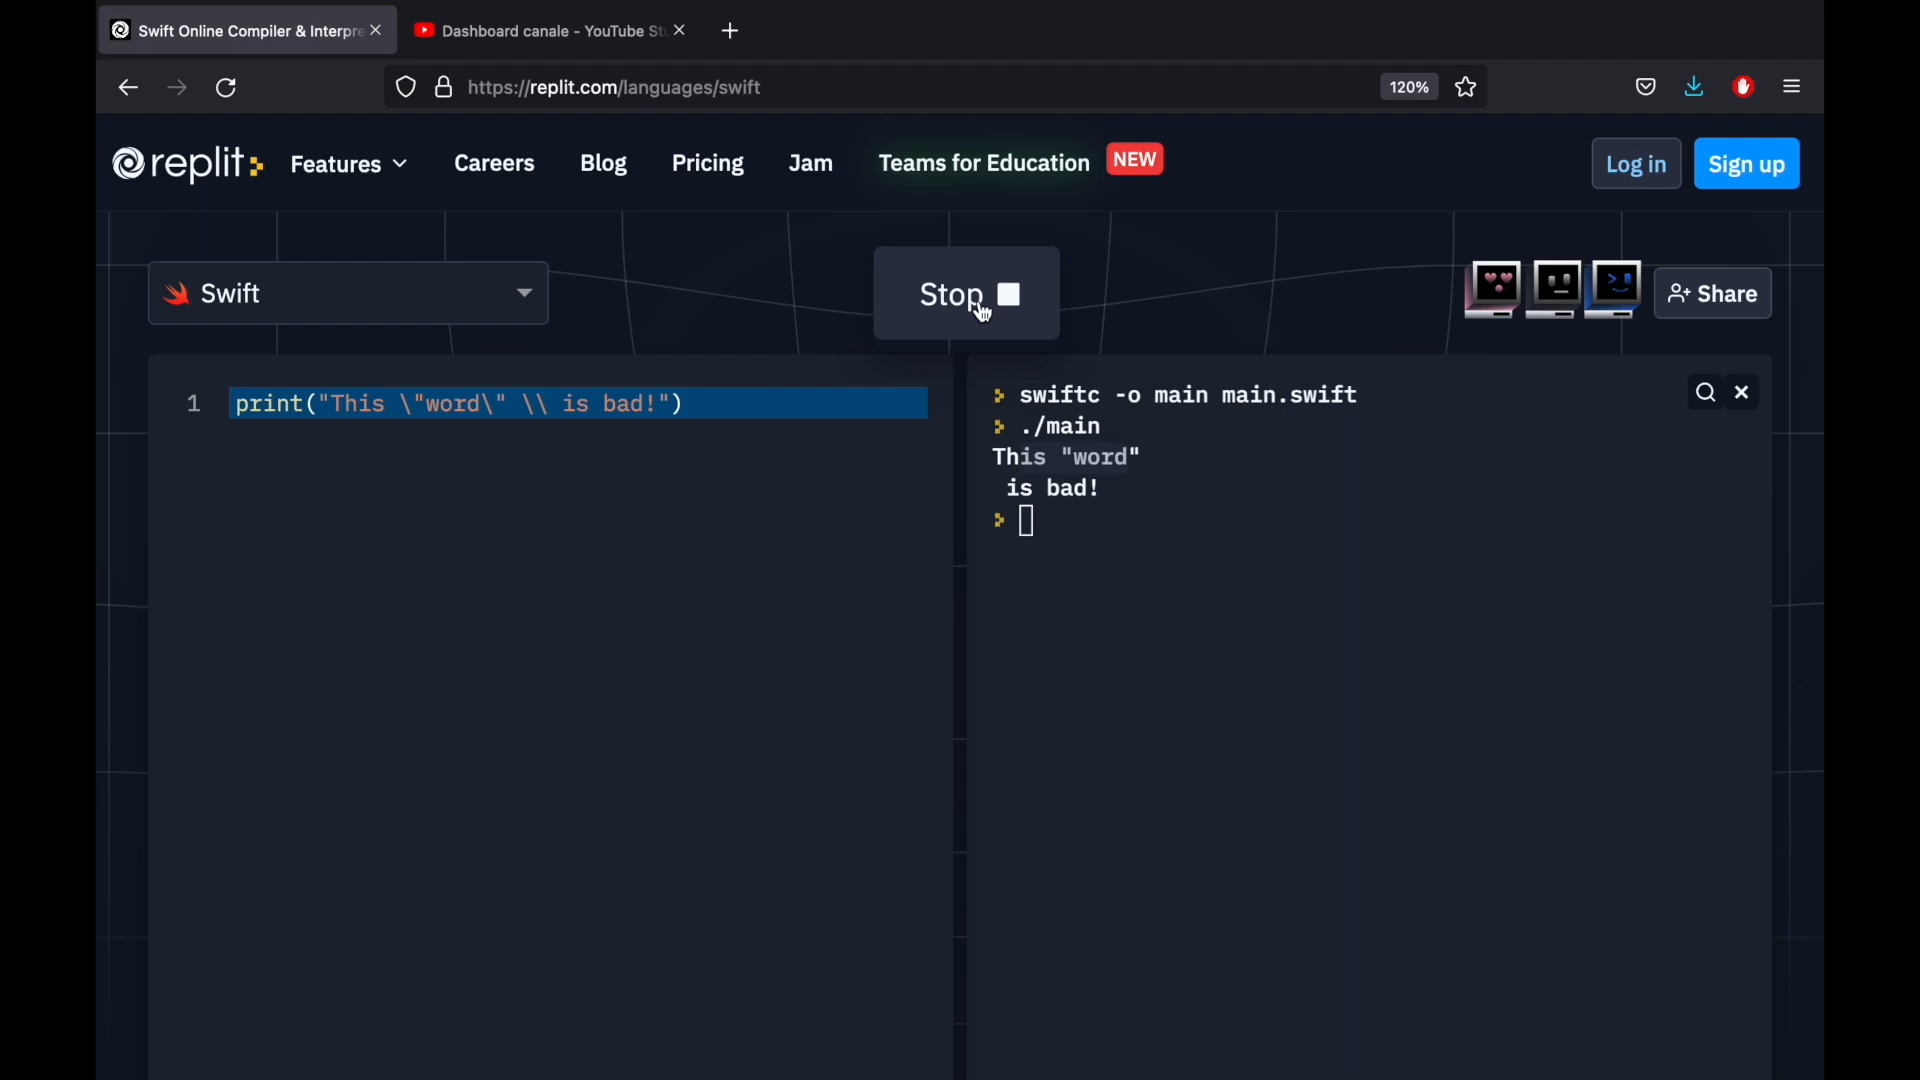 Swift Online Compiler & Interpre
Dashboard canale - YouTube St
https://replit.com/languages/swift
120%
replit
Features
Careers
Blog
Pricing
Jam
Teams for Education
NEW
Log in
Sign up
Swift
Stop
Share
1
print("This \"word\" \\ is bad!")
swiftc -o main main.swift
./main
This "word"
is bad!